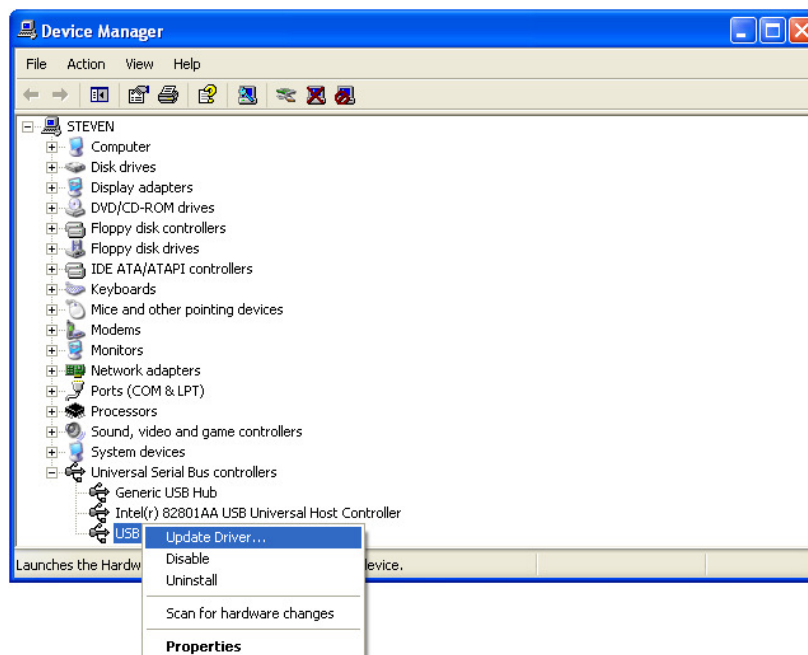 Device Manager
File Action View Help
STEVEN
Computer
Disk drives
Display adapters
DVD/CD-ROM drives
Floppy disk controllers
Floppy disk drives
IDE ATA/ATAPI controllers
Keyboards
Mice and other pointing devices
Modems
Monitors
Network adapters
Ports (COM & LPT)
Processors
Sound, video and game controllers
System devices
Universal Serial Bus controllers
Generic USB Hub
Intel(r) 82801AA USB Universal Host Controller
USB
Update Driver...
Disable
Launches the Hardw evice.
Uninstall
Scan for hardware changes
Properties